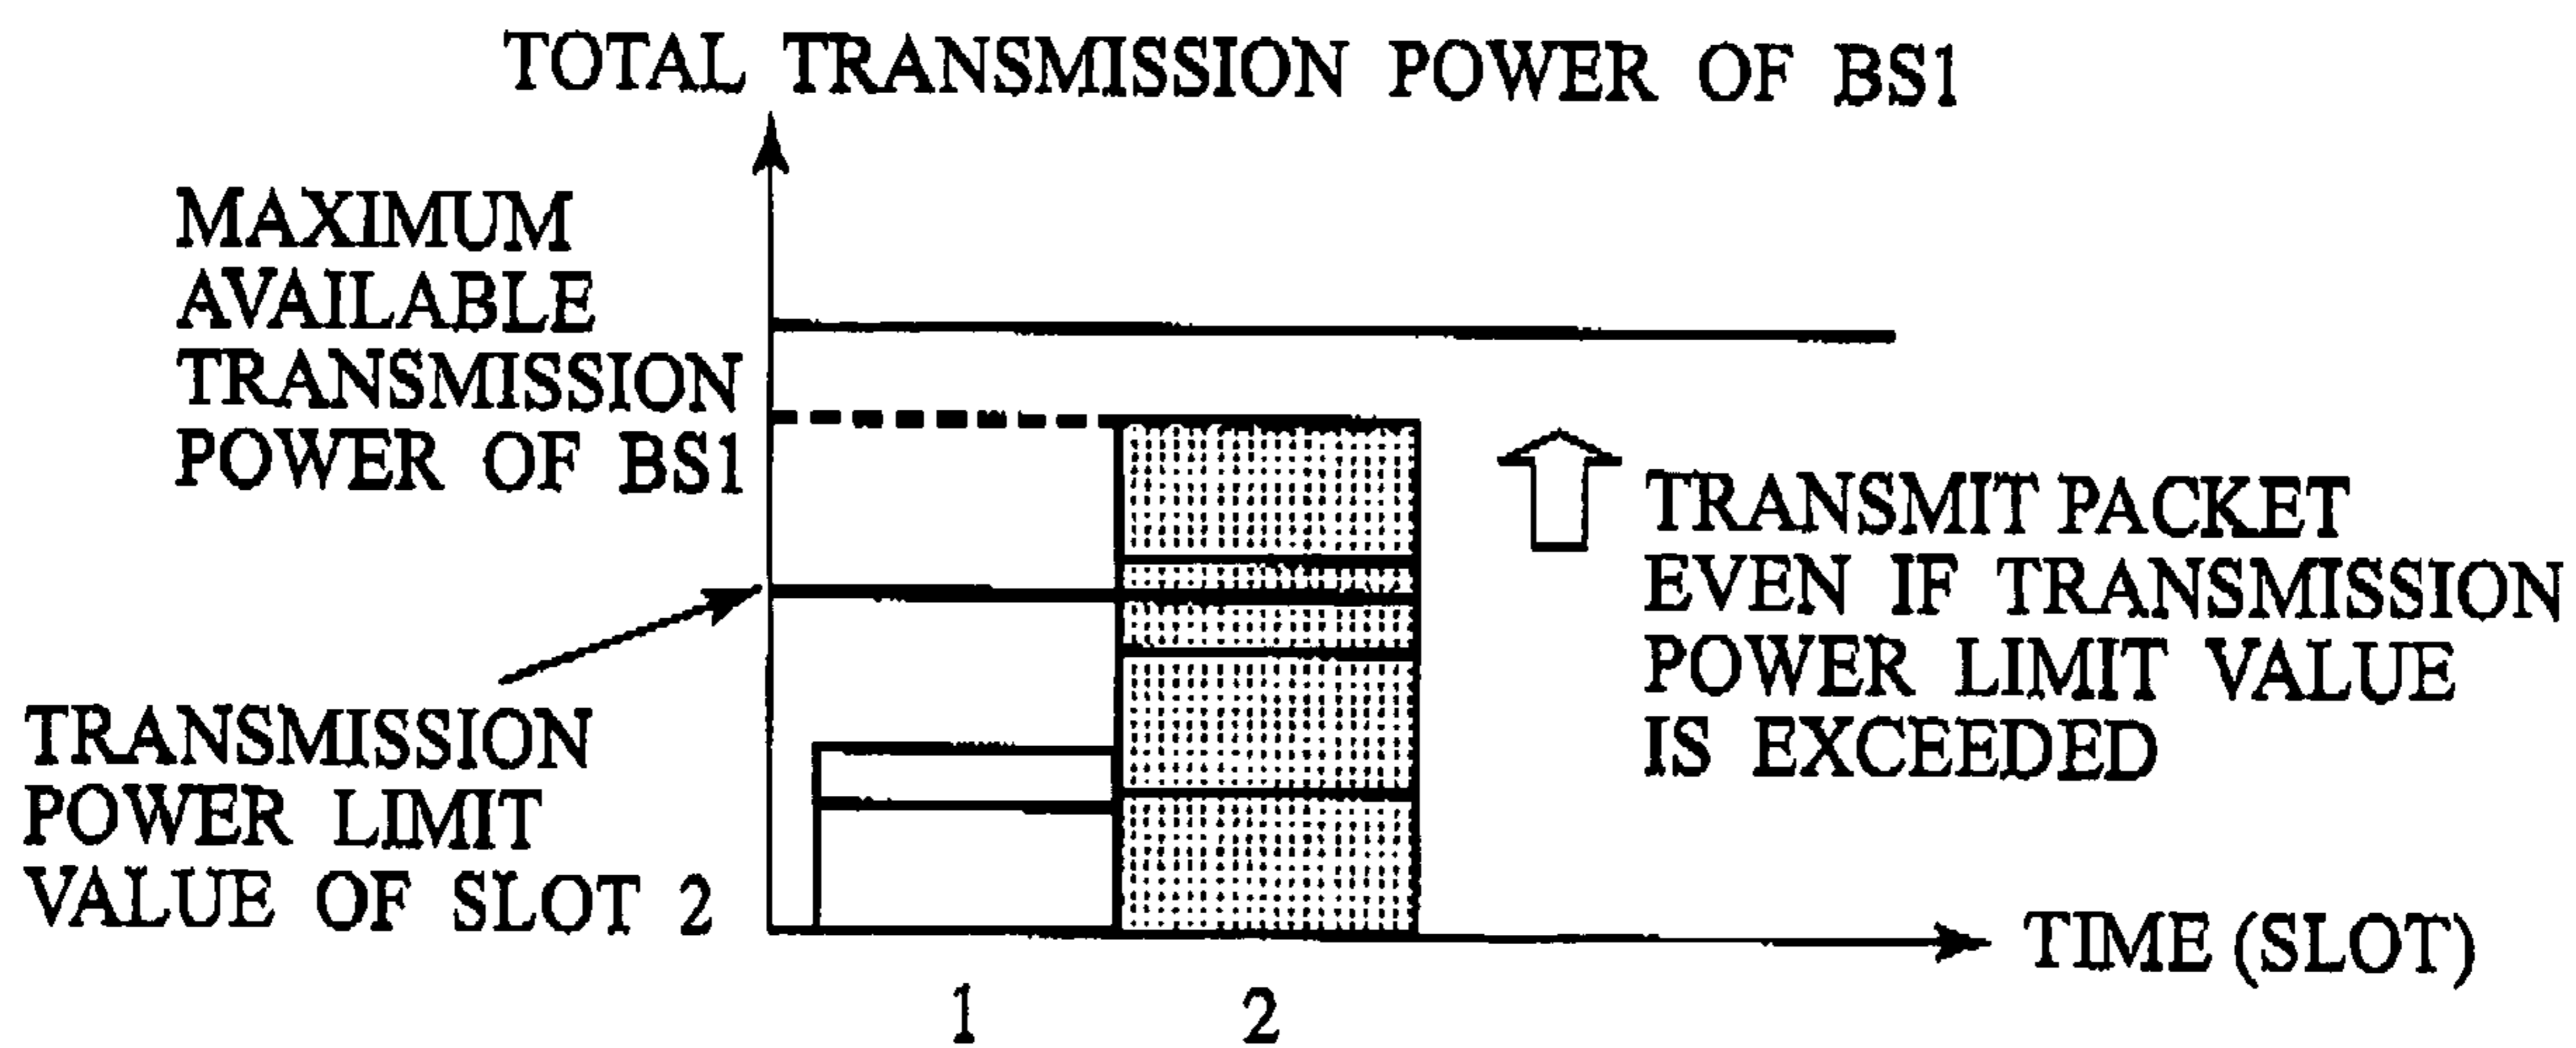 TOTAL TRANSMISSION POWER OF BS1
MAXIMUM
AVAILABLE
TRANSMISSION
POWER OF BS1
TRANSMIT PACKET
EVEN IF TRANSMISSION
POWER LIMIT VALUE
IS EXCEEDED
TRANSMISSION
POWER LIMIT
VALUE OF SLOT 2
TIME (SLOT)
1
2